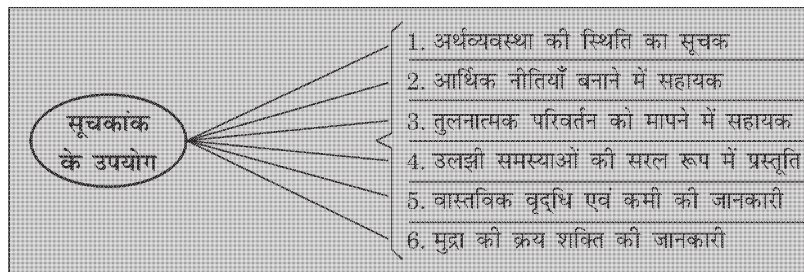 सूचकांक
के उपयोग
1. अर्थव्यवस्था की स्थिति का सूचक
2. आर्थिक नीतियाँ बनाने में सहायक
3. तुलनात्मक परिवर्तन को मापने में सहायक
4. उलझी समस्याओं की सरल रूप में प्रस्तूति
5. वास्तविक वृद्धि एवं कमी की जानकारी
6. मुद्रा की क्रय शक्ति की जानकारी